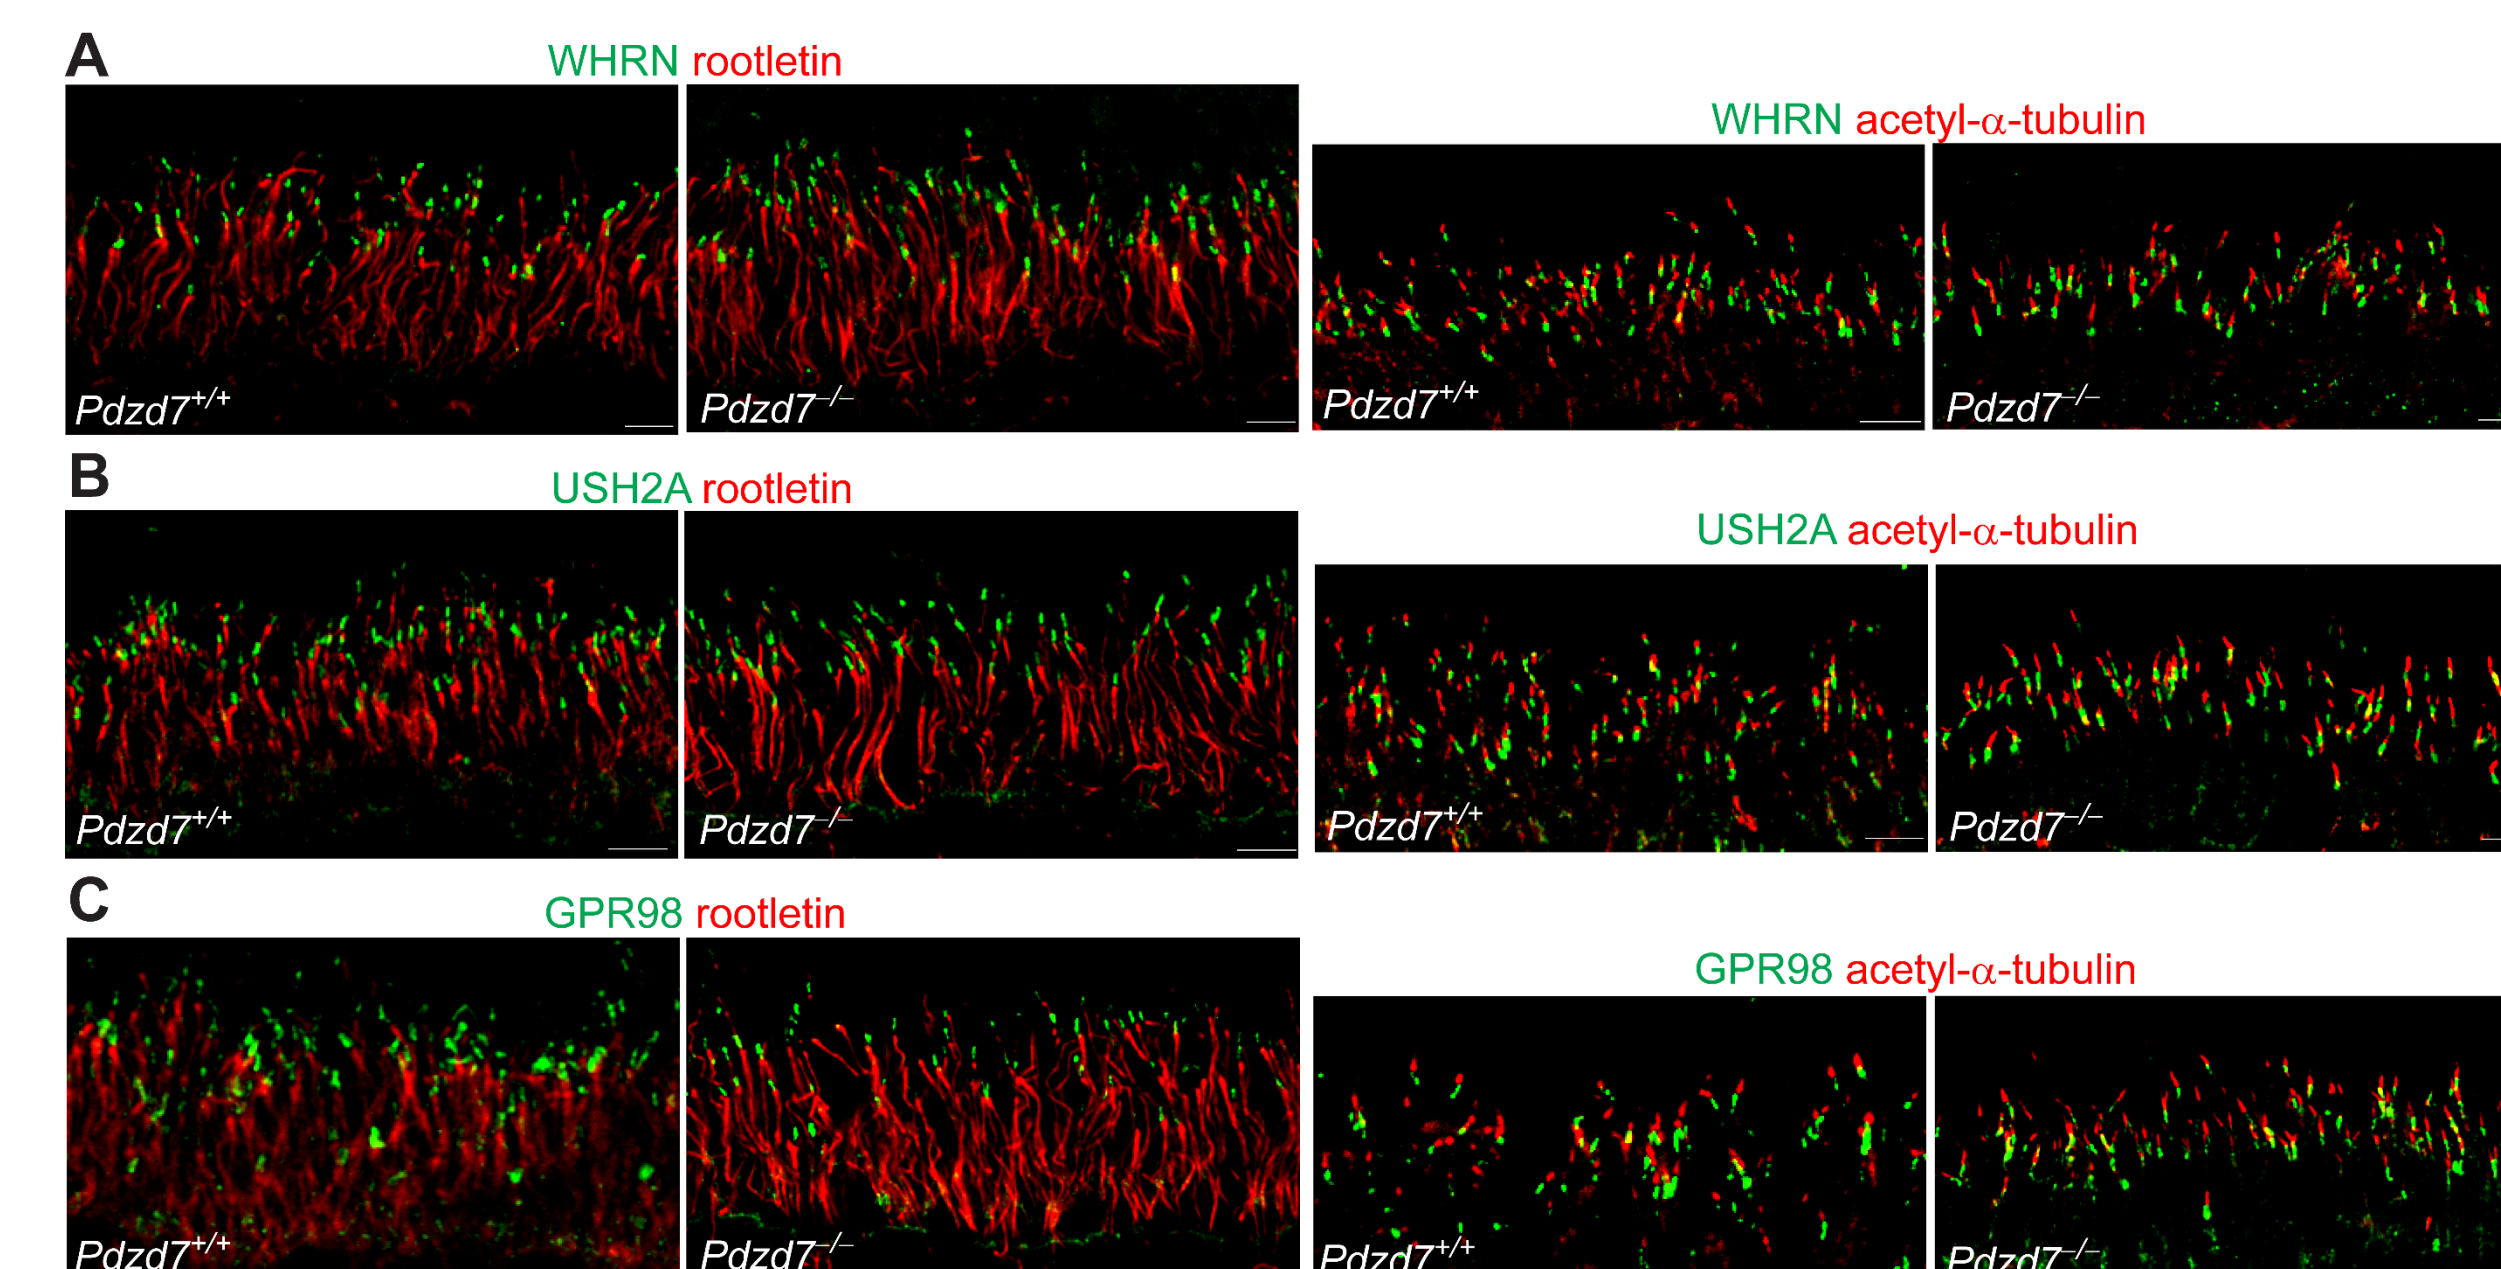 A
WHRN rootletin
WHRN acetyl-α-tubulin
Pdzd7+/+
Pdzd7–/–
Pdzd7+/+
Pdzd7–/–
B
USH2A rootletin
USH2A acetyl-α-tubulin
Pdzd7+/+
Pdzd7–/–
Pdzd7+/+
Pdzd7–/–
C
GPR98 rootletin
GPR98 acetyl-α-tubulin
Pdzd7+/+
Pdzd7–/–
Pdzd7+/+
Pdzd7–/–